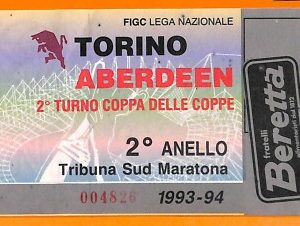 FIGC LEGA NAZIONALE
TORINO
ABERDEEN
2° TURNO COPPA DELLE COPPE
2° ANELLO
Tribuna Sud Maratona
004826
1993-94
fratelli
Beretta